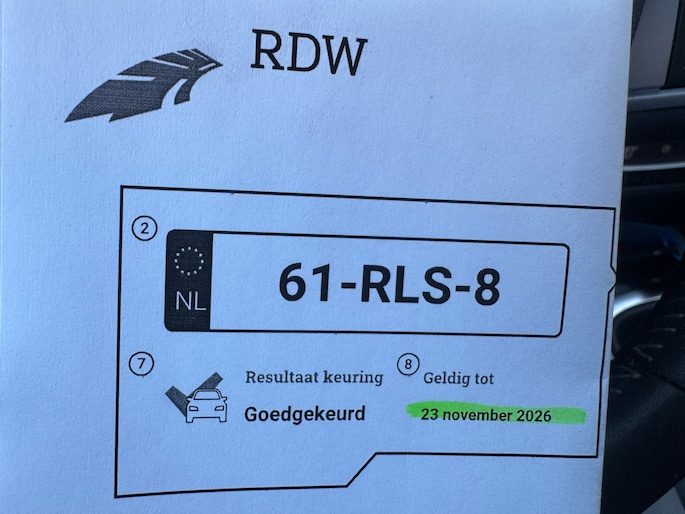 RDW
2
NL
61-RLS-8
7
Resultaat keuring
Goedgekeurd
8
Geldig tot
23 november 2026